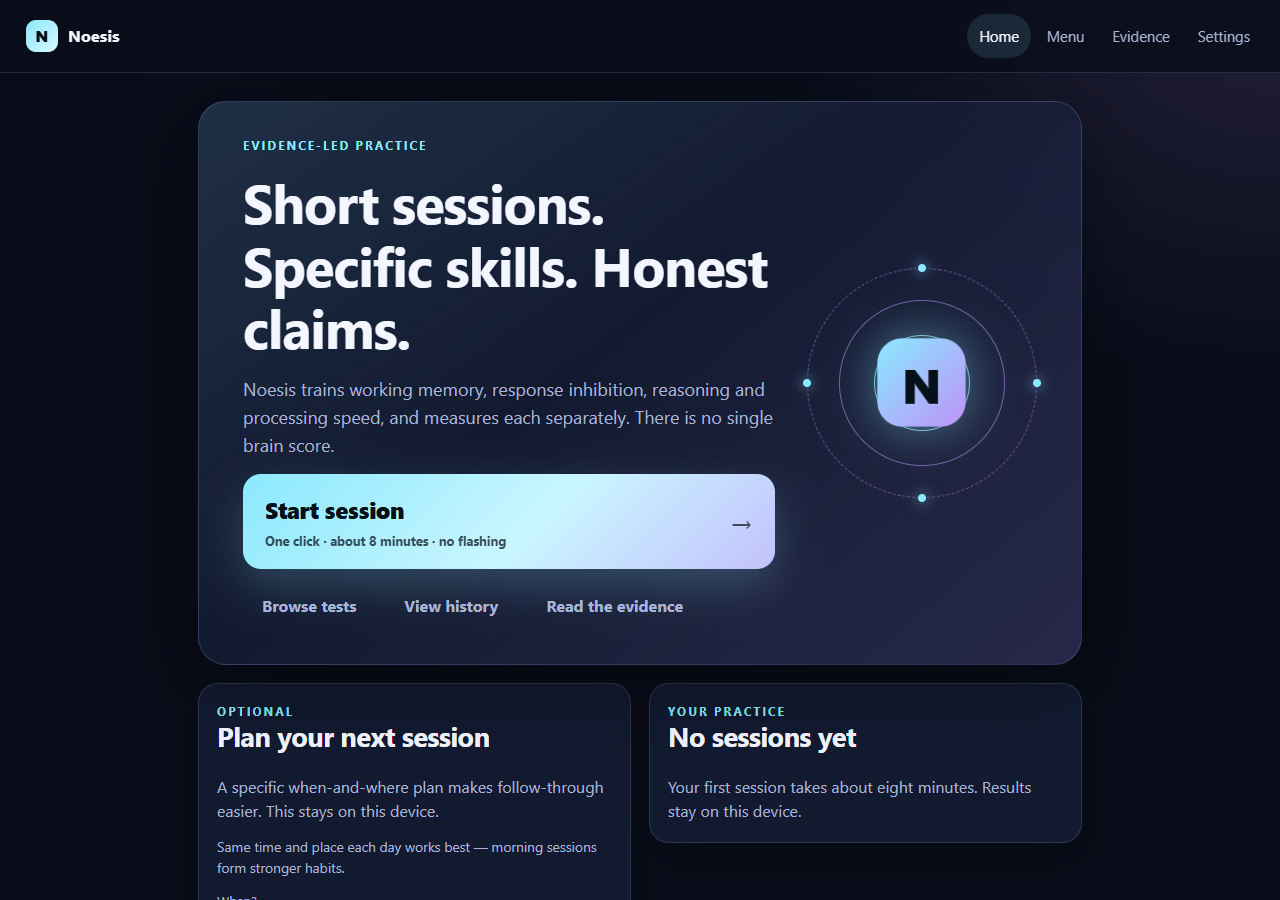 N Noesis
Home Menu Evidence Settings
EVIDENCE-LED PRACTICE
Short sessions.
Specific skills. Honest
claims.
Noesis trains working memory, response inhibition, reasoning and
processing speed, and measures each separately. There is no single
brain score.
N
Start session
One click · about 8 minutes · no flashing
→
Browse tests View history Read the evidence
OPTIONAL
Plan your next session
A specific when-and-where plan makes follow-through
easier. This stays on this device.
Same time and place each day works best — morning sessions
form stronger habits.
YOUR PRACTICE
No sessions yet
Your first session takes about eight minutes. Results
stay on this device.